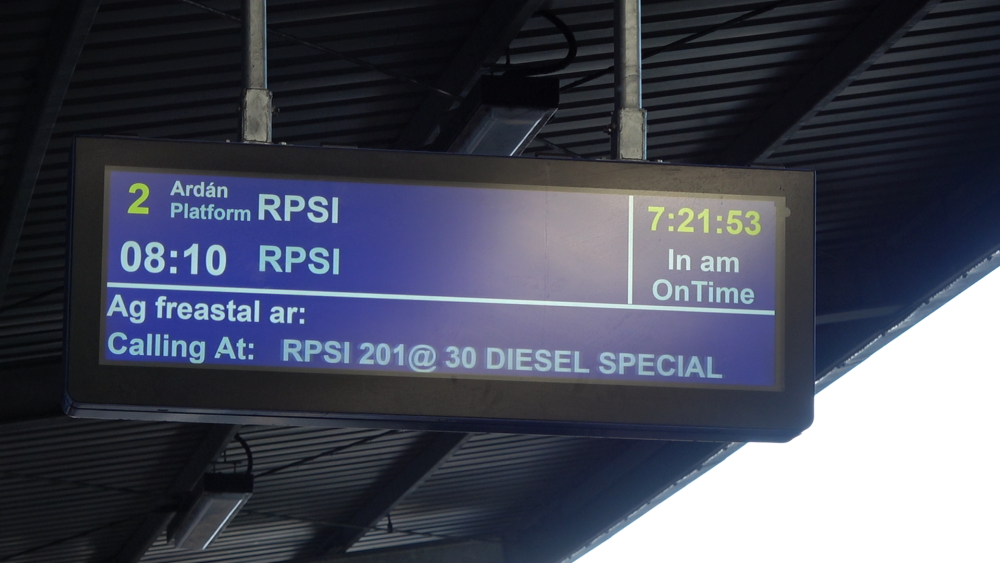 2 Ardán Platform RPSI 7:21:53
08:10 RPSI In am OnTime
Ag freastal ar:
Calling At: RPSI 201@ 30 DIESEL SPECIAL